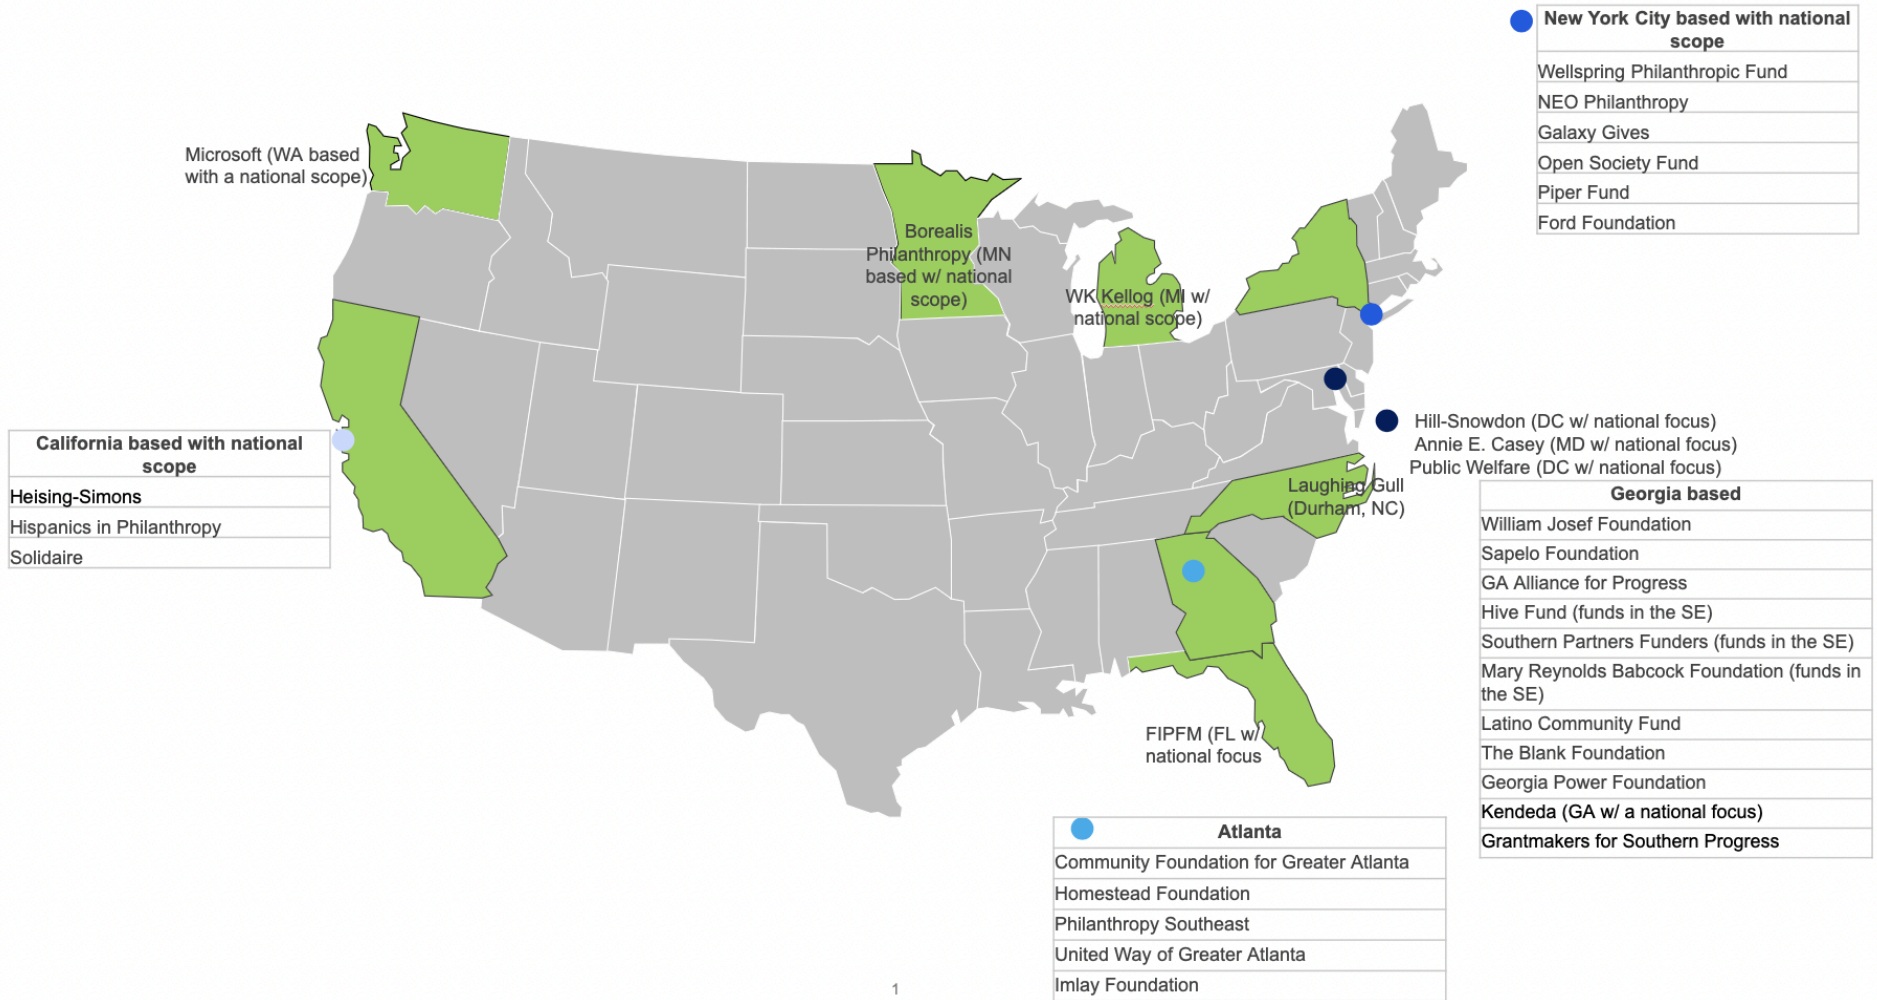 New York City based with national
scope
Wellspring Philanthropic Fund
NEO Philanthropy
Galaxy Gives
Open Society Fund
Piper Fund
Ford Foundation
Microsoft (WA based
with a national scope)
Borealis
Philanthropy (MN
based w/ national
scope)
WK Kellog (MI w/
national scope)
Hill-Snowdon (DC w/ national focus)
Annie E. Casey (MD w/ national focus)
Public Welfare (DC w/ national focus)
California based with national
scope
Heising-Simons
Hispanics in Philanthropy
Solidaire
Laughing Gull
(Durham, NC)
Georgia based
William Josef Foundation
Sapelo Foundation
GA Alliance for Progress
Hive Fund (funds in the SE)
Southern Partners Funders (funds in the SE)
Mary Reynolds Babcock Foundation (funds in
the SE)
Latino Community Fund
The Blank Foundation
Georgia Power Foundation
Kendeda (GA w/ a national focus)
Grantmakers for Southern Progress
FIPFM (FL w/
national focus
Atlanta
Community Foundation for Greater Atlanta
Homestead Foundation
Philanthropy Southeast
United Way of Greater Atlanta
Imlay Foundation
1